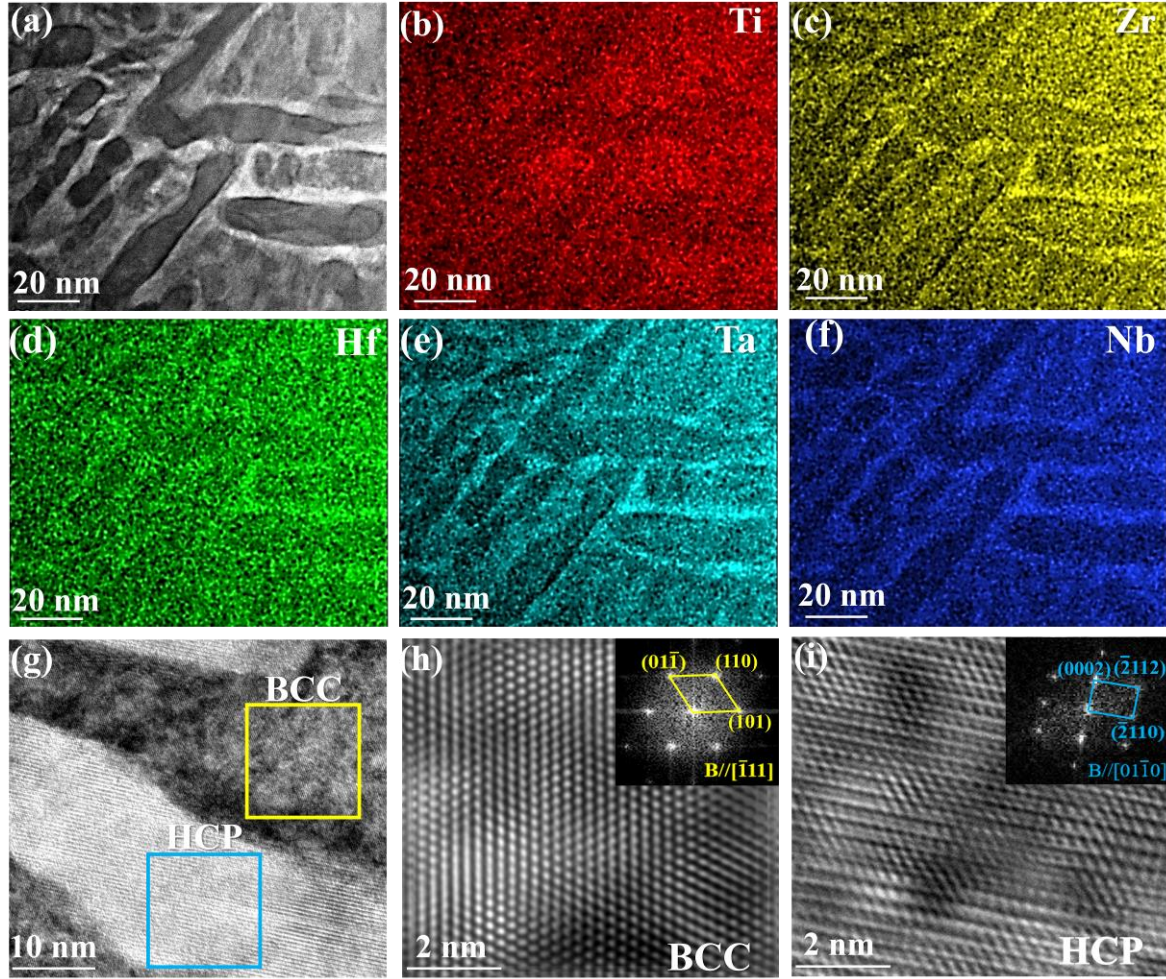 (a)
20 nm
(b)
Ti
20 nm
(c)
Zr
20 nm
(d)
Hf
20 nm
(e)
Ta
20 nm
(f)
Nb
20 nm
(g)
BCC
HCP
10 nm
(h)
(011̄) (110)
(101)
B//[1̄11]
2 nm
BCC
(i)
(0002) (2̄112)
(2̄110)
B//[011̄0]
2 nm
HCP